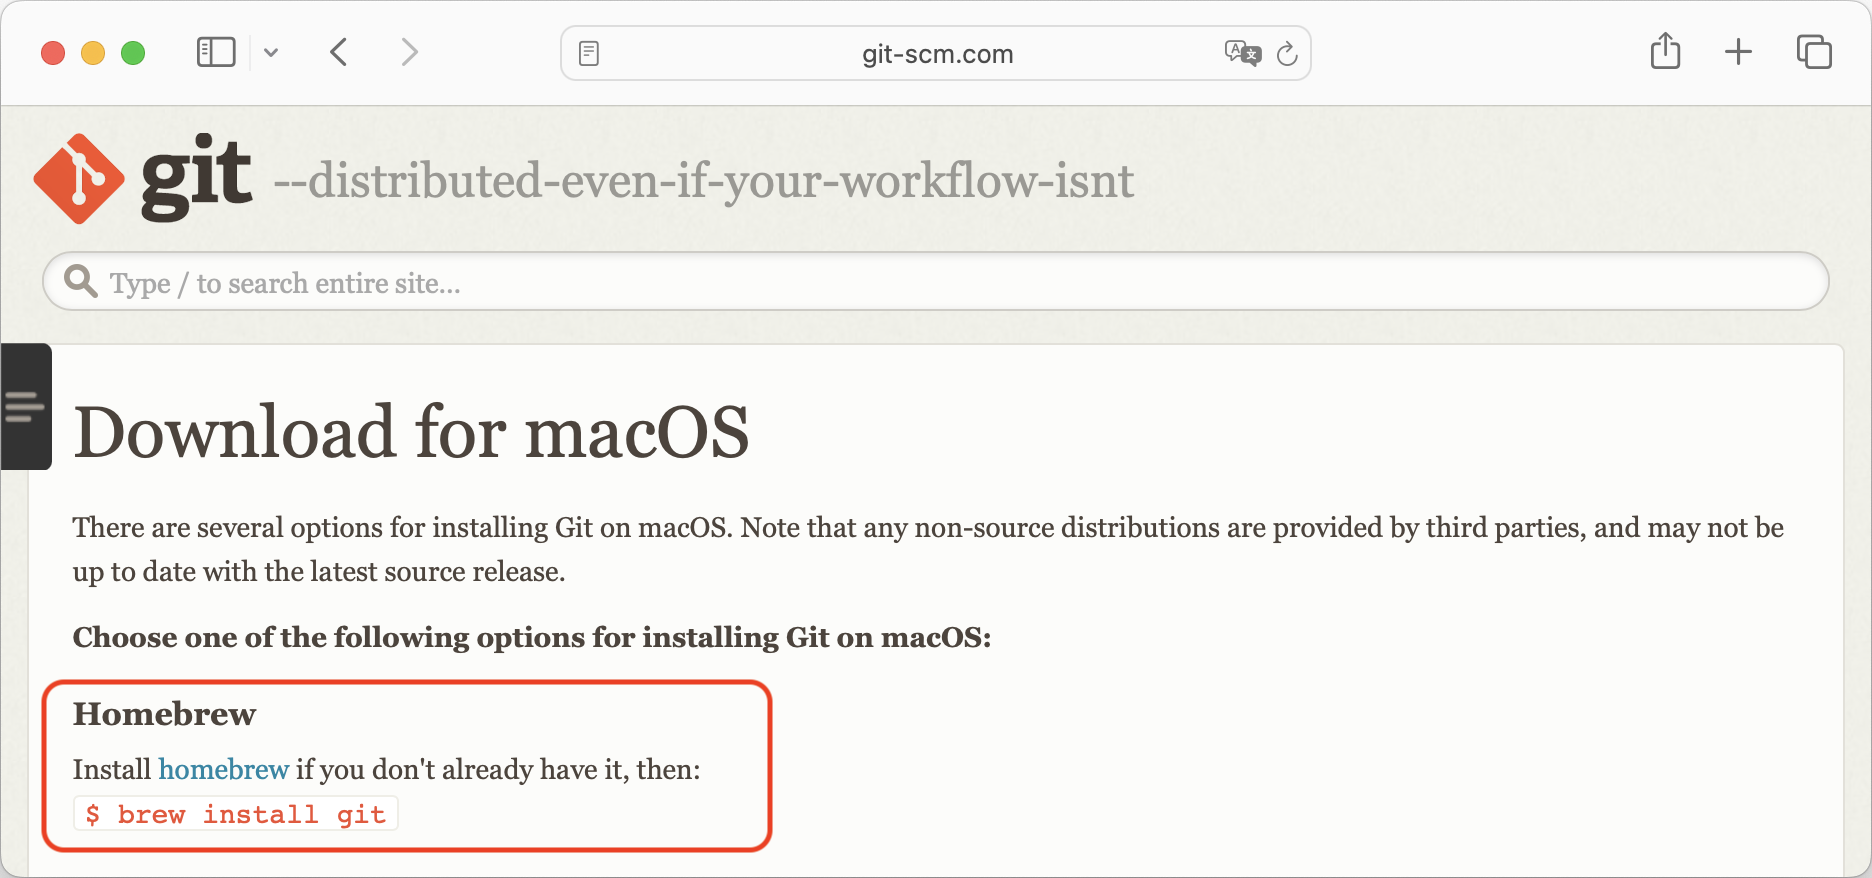 git-scm.com
git --distributed-even-if-your-workflow-isnt
Type / to search entire site...
Download for macOS
There are several options for installing Git on macOS. Note that any non-source distributions are provided by third parties, and may not be
up to date with the latest source release.
Choose one of the following options for installing Git on macOS:
Homebrew
Install homebrew if you don't already have it, then:
$ brew install git